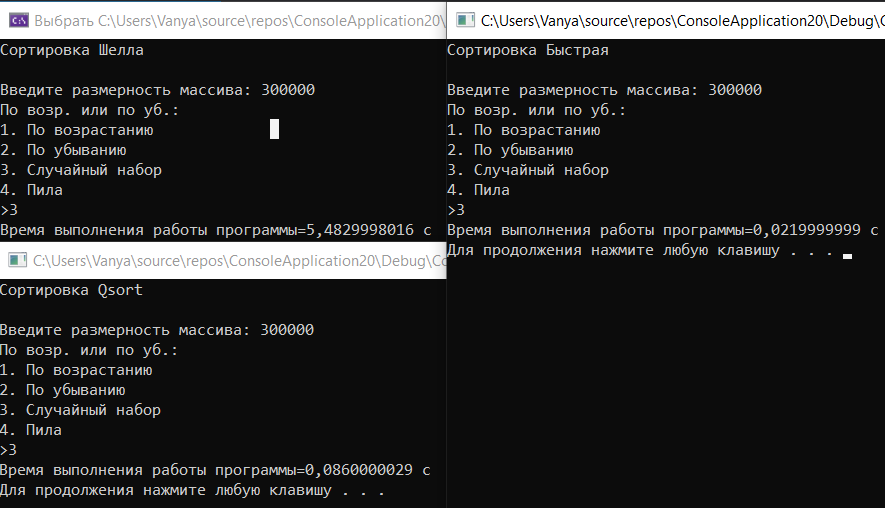 Выбрать C:\Users\Vanya\source\repos\ConsoleApplication20\
Сортировка Шелла
Введите размерность массива: 300000
По возр. или по уб.:
1. По возрастанию
2. По убыванию
3. Случайный набор
4. Пила
>3
Время выполнения работы программы=5,4829998016 с
C:\Users\Vanya\source\repos\ConsoleApplication20\Debug\Co
Сортировка Qsort
Введите размерность массива: 300000
По возр. или по уб.:
1. По возрастанию
2. По убыванию
3. Случайный набор
4. Пила
>3
Время выполнения работы программы=0,0860000029 с
Для продолжения нажмите любую клавишу . . .
C:\Users\Vanya\source\repos\ConsoleApplication20\Debug\C
Сортировка Быстрая
Введите размерность массива: 300000
По возр. или по уб.:
1. По возрастанию
2. По убыванию
3. Случайный набор
4. Пила
>3
Время выполнения работы программы=0,0219999999 с
Для продолжения нажмите любую клавишу . . .